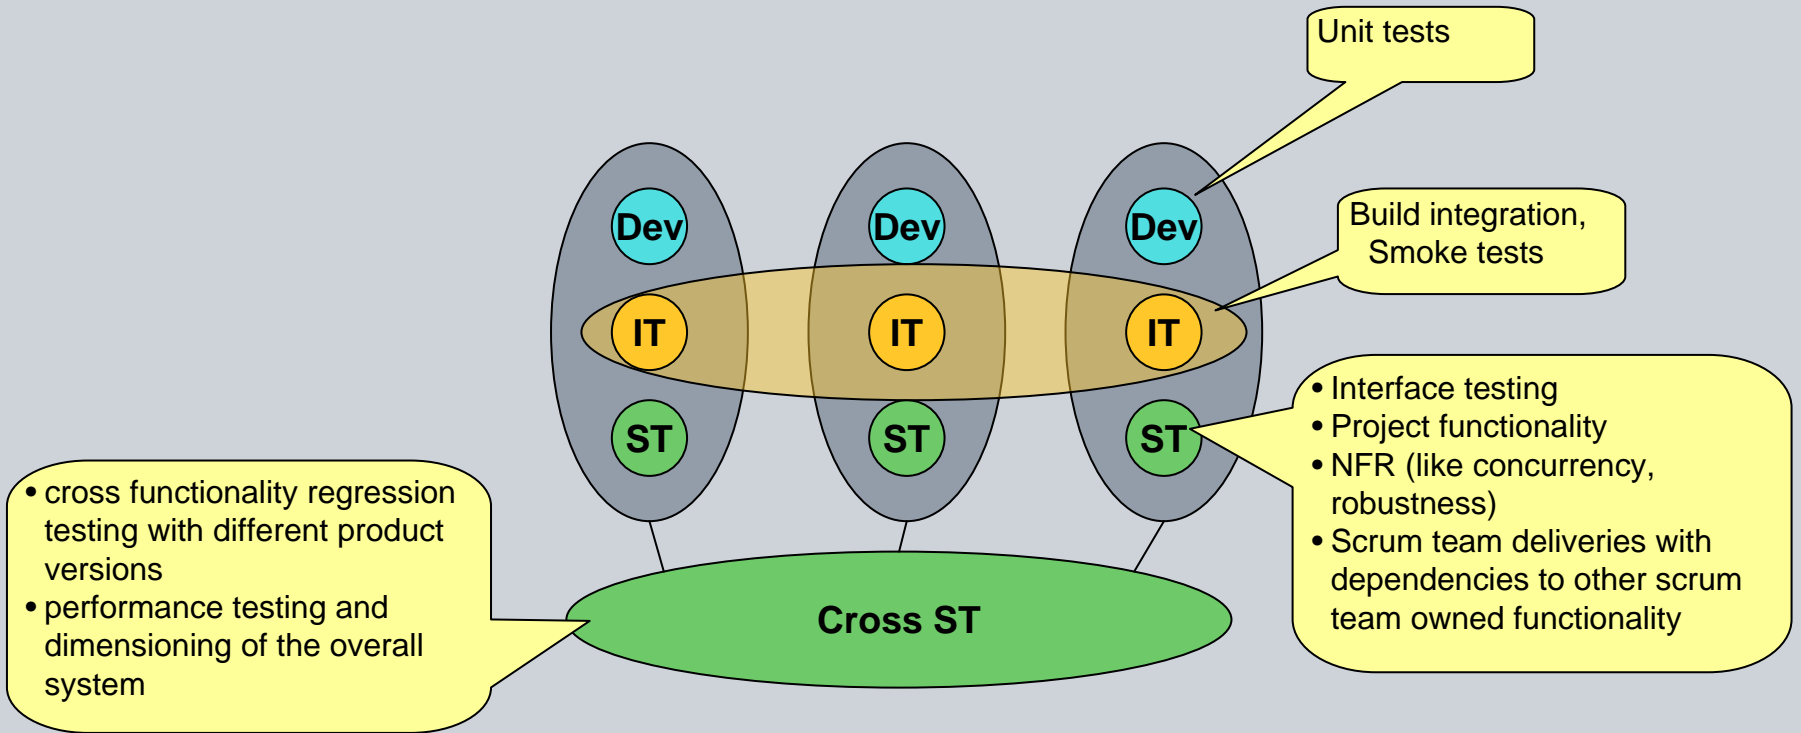 Unit tests
Dev
Dev
Dev
Build integration,
Smoke tests
IT
IT
IT
• Interface testing
• Project functionality
• NFR (like concurrency,
robustness)
• Scrum team deliveries with
dependencies to other scrum
team owned functionality
ST
ST
ST
• cross functionality regression
testing with different product
versions
• performance testing and
dimensioning of the overall
system
Cross ST